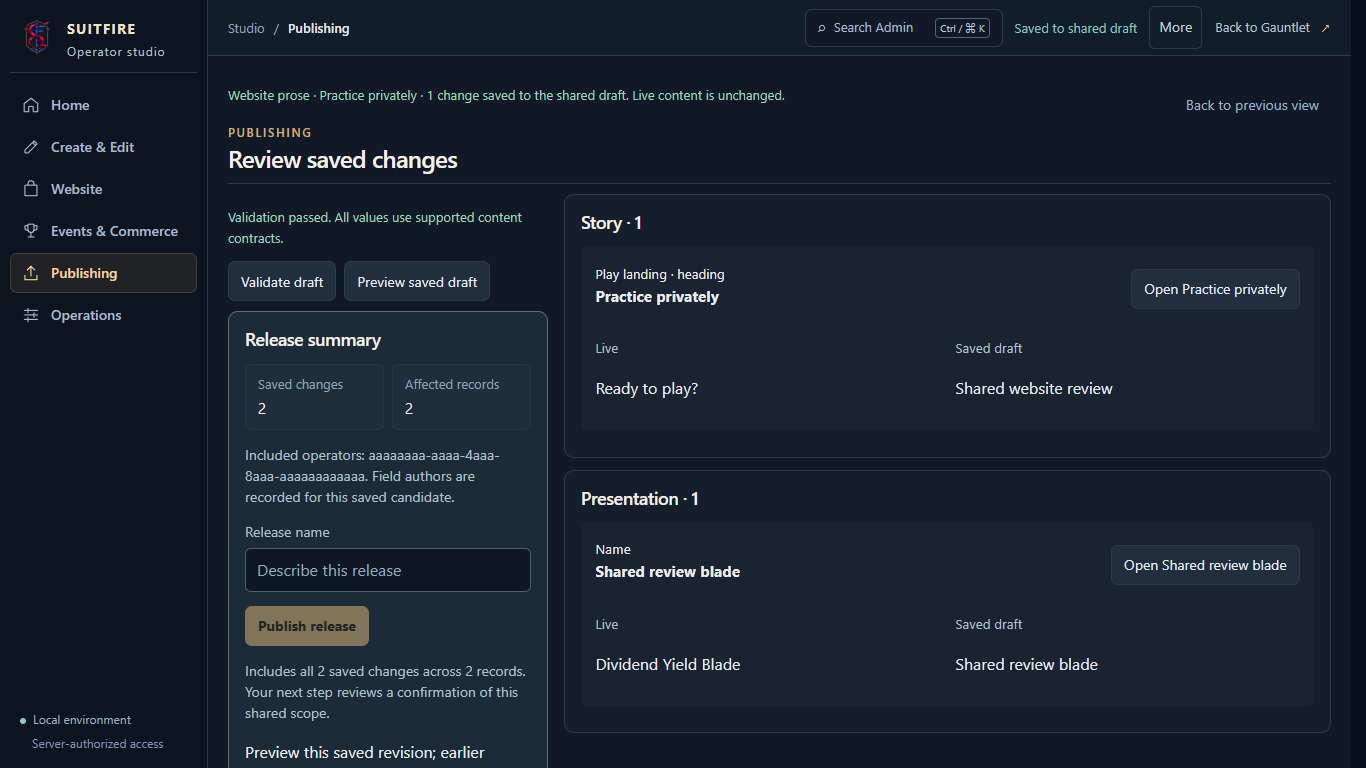 SUITFIRE
Operator studio
Home
Create & Edit
Website
Events & Commerce
Publishing
Operations
Local environment
Server-authorized access
Studio / Publishing
Search Admin
Ctrl / ⌘ K
Saved to shared draft
More
Back to Gauntlet ↗
Website prose · Practice privately · 1 change saved to the shared draft. Live content is unchanged.
Back to previous view
PUBLISHING
Review saved changes
Validation passed. All values use supported content
contracts.
Validate draft
Preview saved draft
Release summary
Saved changes
2
Affected records
2
Included operators: aaaaaaaa-aaaa-4aaa-
8aaa-aaaaaaaaaaaa. Field authors are
recorded for this saved candidate.
Release name
Describe this release
Publish release
Includes all 2 saved changes across 2 records.
Your next step reviews a confirmation of this
shared scope.
Preview this saved revision; earlier
Story · 1
Play landing · heading
Practice privately
Open Practice privately
Live
Saved draft
Ready to play?
Shared website review
Presentation · 1
Name
Shared review blade
Open Shared review blade
Live
Saved draft
Dividend Yield Blade
Shared review blade